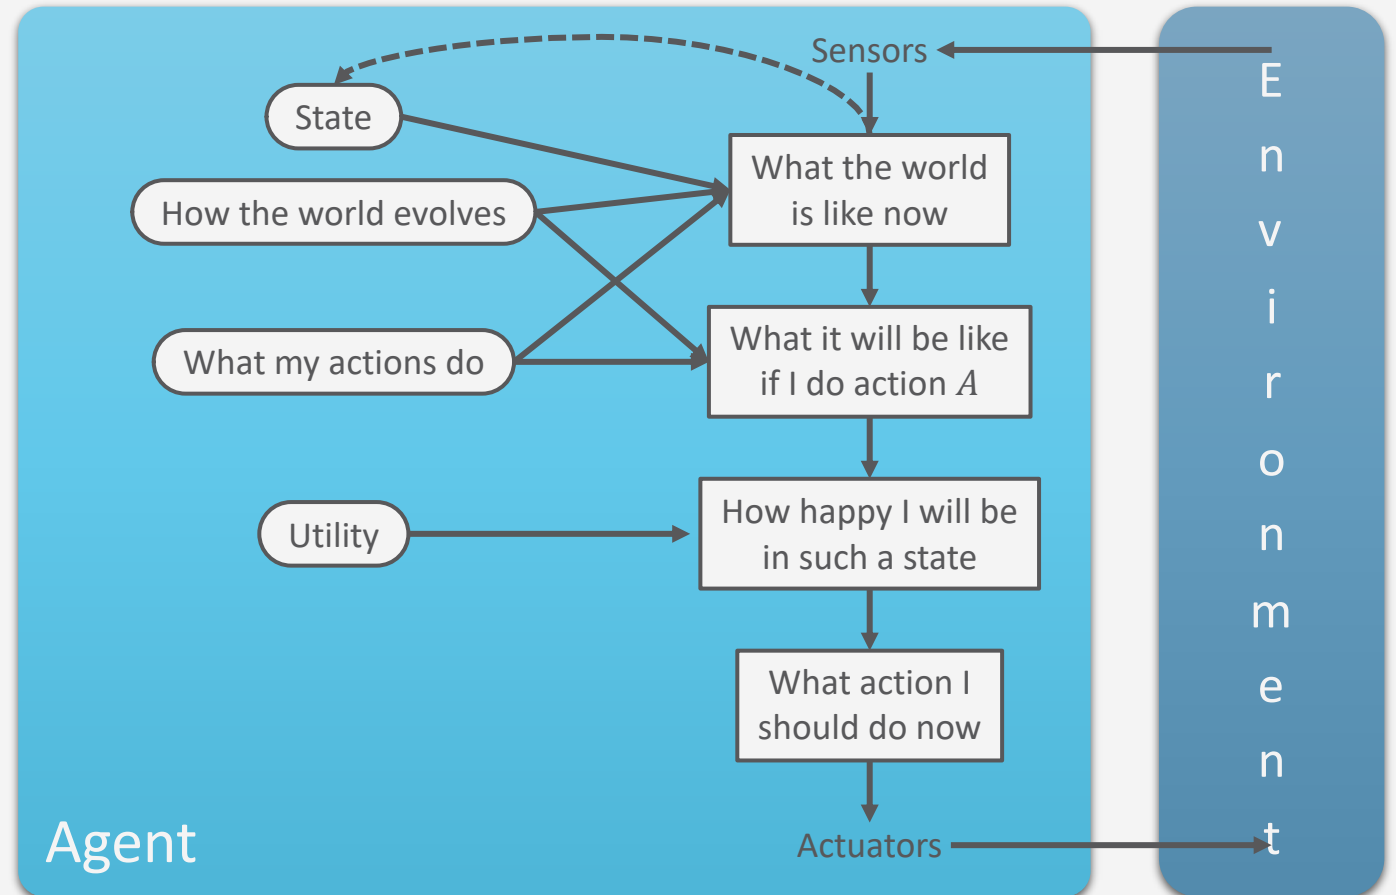 Sensors
State
What the world
is like now
How the world evolves
What my actions do
What it will be like
if I do action A
Utility
How happy I will be
in such a state
What action I
should do now
Actuators
Agent
Environment